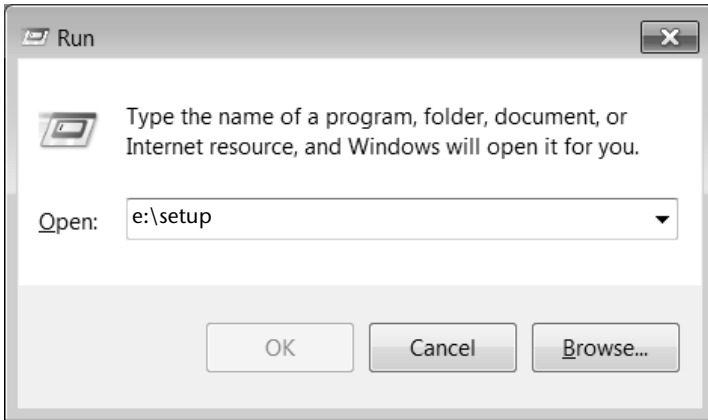 Run
Type the name of a program, folder, document, or
Internet resource, and Windows will open it for you.
Open: e:\setup
OK Cancel Browse...